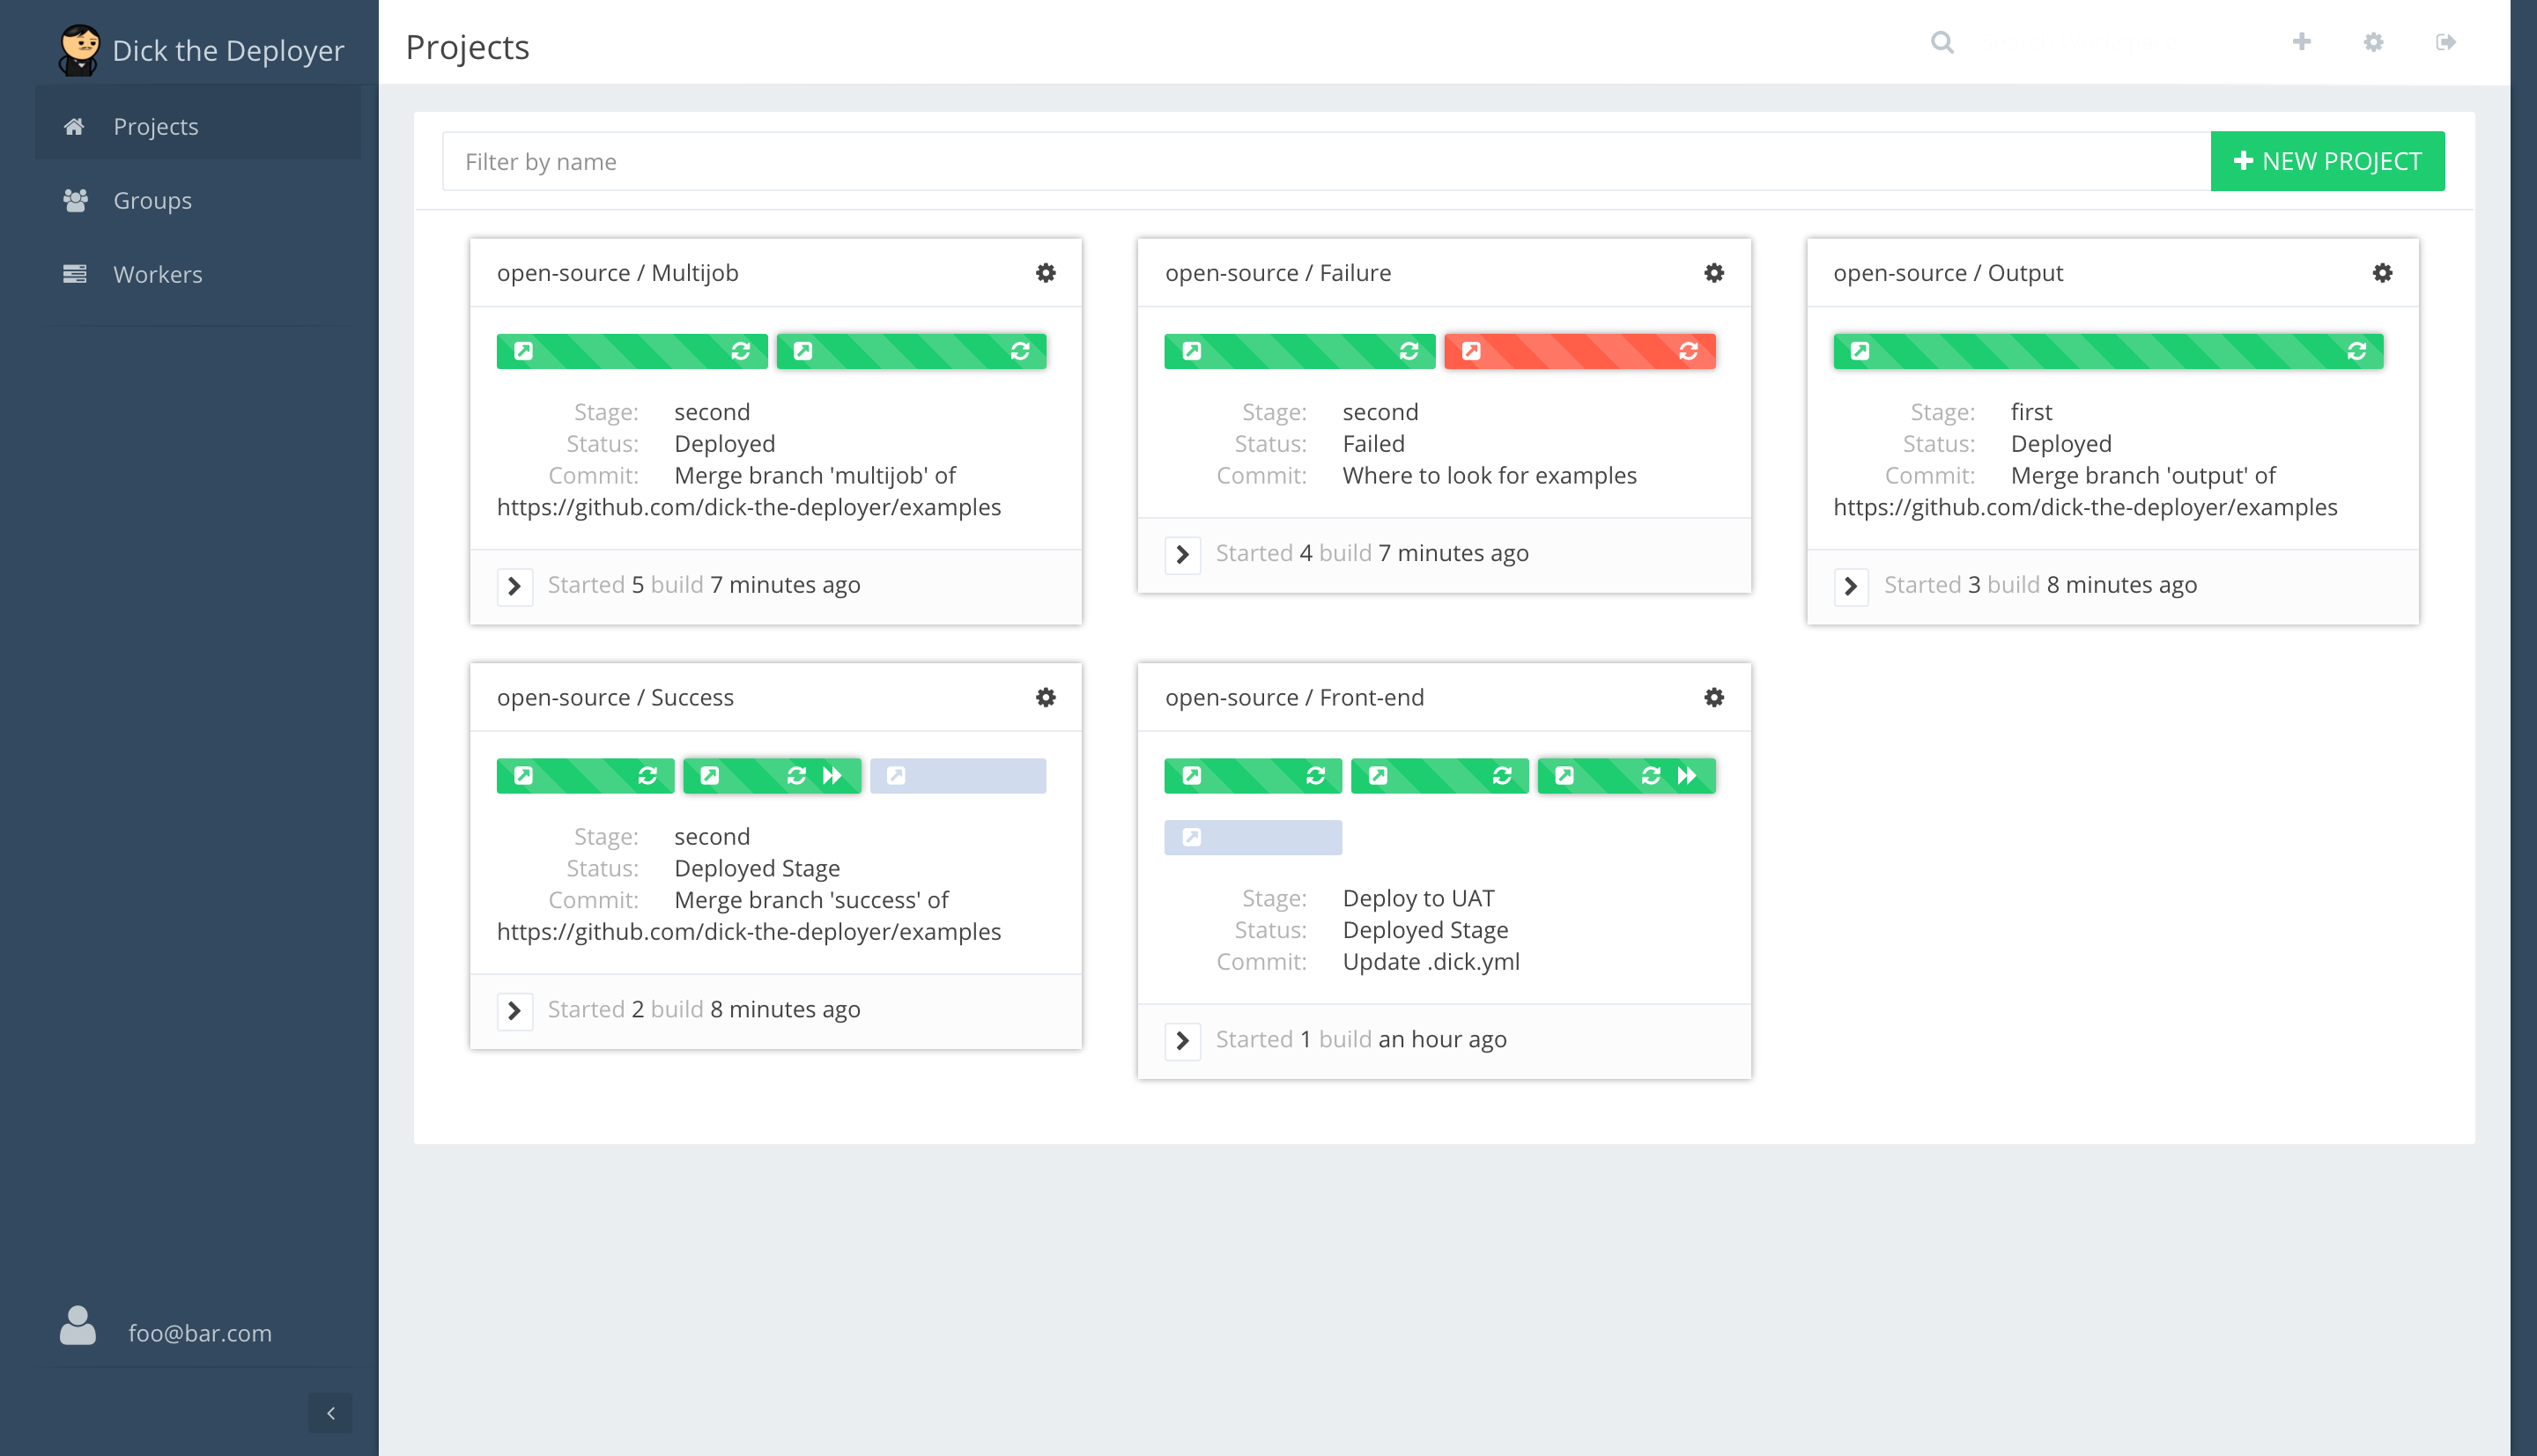 Dick the Deployer
Projects
Groups
Workers
foo@bar.com
Projects
Filter by name
NEW PROJECT
open-source / Multijob
Stage: second
Status: Deployed
Commit: Merge branch 'multijob' of
https://github.com/dick-the-deployer/examples
Started 5 build 7 minutes ago
open-source / Failure
Stage: second
Status: Failed
Commit: Where to look for examples
Started 4 build 7 minutes ago
open-source / Output
Stage: first
Status: Deployed
Commit: Merge branch 'output' of
https://github.com/dick-the-deployer/examples
Started 3 build 8 minutes ago
open-source / Success
Stage: second
Status: Deployed Stage
Commit: Merge branch 'success' of
https://github.com/dick-the-deployer/examples
Started 2 build 8 minutes ago
open-source / Front-end
Stage: Deploy to UAT
Status: Deployed Stage
Commit: Update .dick.yml
Started 1 build an hour ago